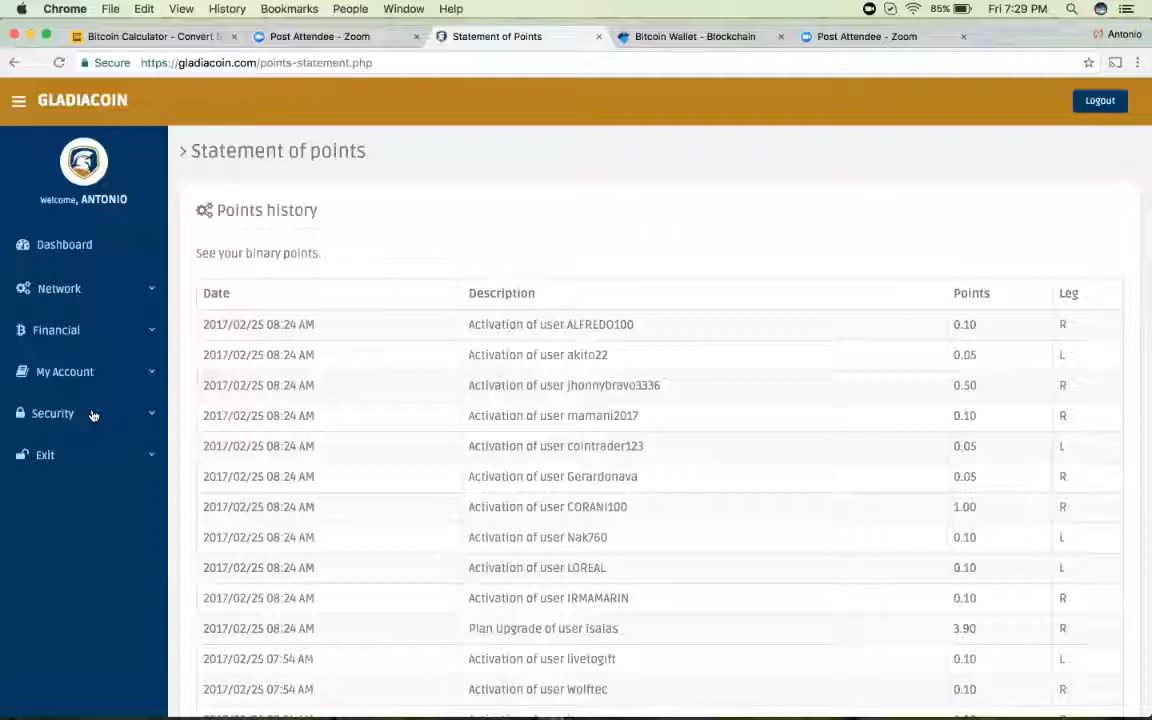 Chrome File Edit View History Bookmarks People Window Help 85% Fri 7:29 PM
Bitcoin Calculator - Convert Post Attendee - Zoom Statement of Points Bitcoin Wallet - Blockchain Post Attendee - Zoom Antonio
Secure https://gladiacoin.com/points-statement.php
GLADIACOIN Logout
> Statement of points
Welcome, ANTONIO
Points history
Dashboard
See your binary points.
Network
Date Description Points Leg
Financial
2017/02/25 08:24 AM Activation of user ALFREDO100 0.10 R
2017/02/25 08:24 AM Activation of user akito22 0.05 L
My Account
2017/02/25 08:24 AM Activation of user jhonnybravo3336 0.50 R
Security
2017/02/25 08:24 AM Activation of user mamani2017 0.10 R
2017/02/25 08:24 AM Activation of user cointrader123 0.05 L
Exit
2017/02/25 08:24 AM Activation of user Gerardonava 0.05 R
2017/02/25 08:24 AM Activation of user CORANI100 1.00 R
2017/02/25 08:24 AM Activation of user Nak760 0.10 L
2017/02/25 08:24 AM Activation of user LOREAL 0.10 L
2017/02/25 08:24 AM Activation of user IRMAMARIN 0.10 R
2017/02/25 08:24 AM Plan Upgrade of user Isaias 3.90 R
2017/02/25 07:54 AM Activation of user livetogift 0.10 L
2017/02/25 07:54 AM Activation of user Wolftec 0.10 R